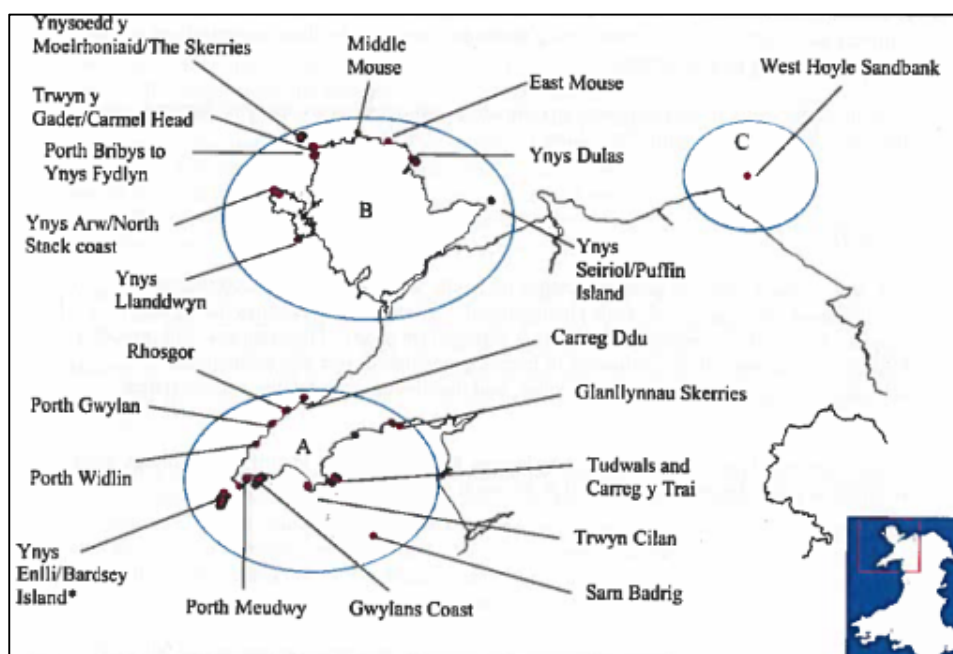 Ynysoedd y
Moelrhoniaid/The Skerries
Middle
Mouse
West Hoyle Sandbank
East Mouse
Trwyn y
Gader/Carmel Head
C
Porth Bribys to
Ynys Fydlyn
Ynys Dulas
B
Ynys Arw/North
Stack coast
Ynys
Seiriol/Puffin
Island
Ynys
Llanddwyn
Rhosgor
Carreg Ddu
Porth Gwylan
Glanllynnau Skerries
A
Porth Widlin
Tudwals and
Carreg y Trai
Trwyn Cilan
Ynys
Enlli/Bardsey
Island*
Porth Meudwy
Gwylans Coast
Sarn Badrig